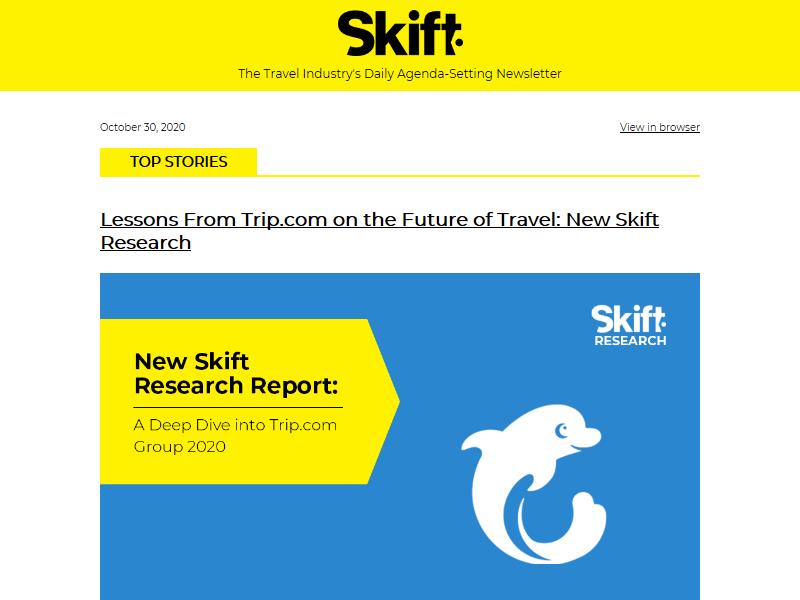 Skift
The Travel Industry's Daily Agenda-Setting Newsletter
October 30, 2020
View in browser
TOP STORIES
Lessons From Trip.com on the Future of Travel: New Skift
Research
Skift
RESEARCH
New Skift
Research Report:
A Deep Dive into Trip.com
Group 2020